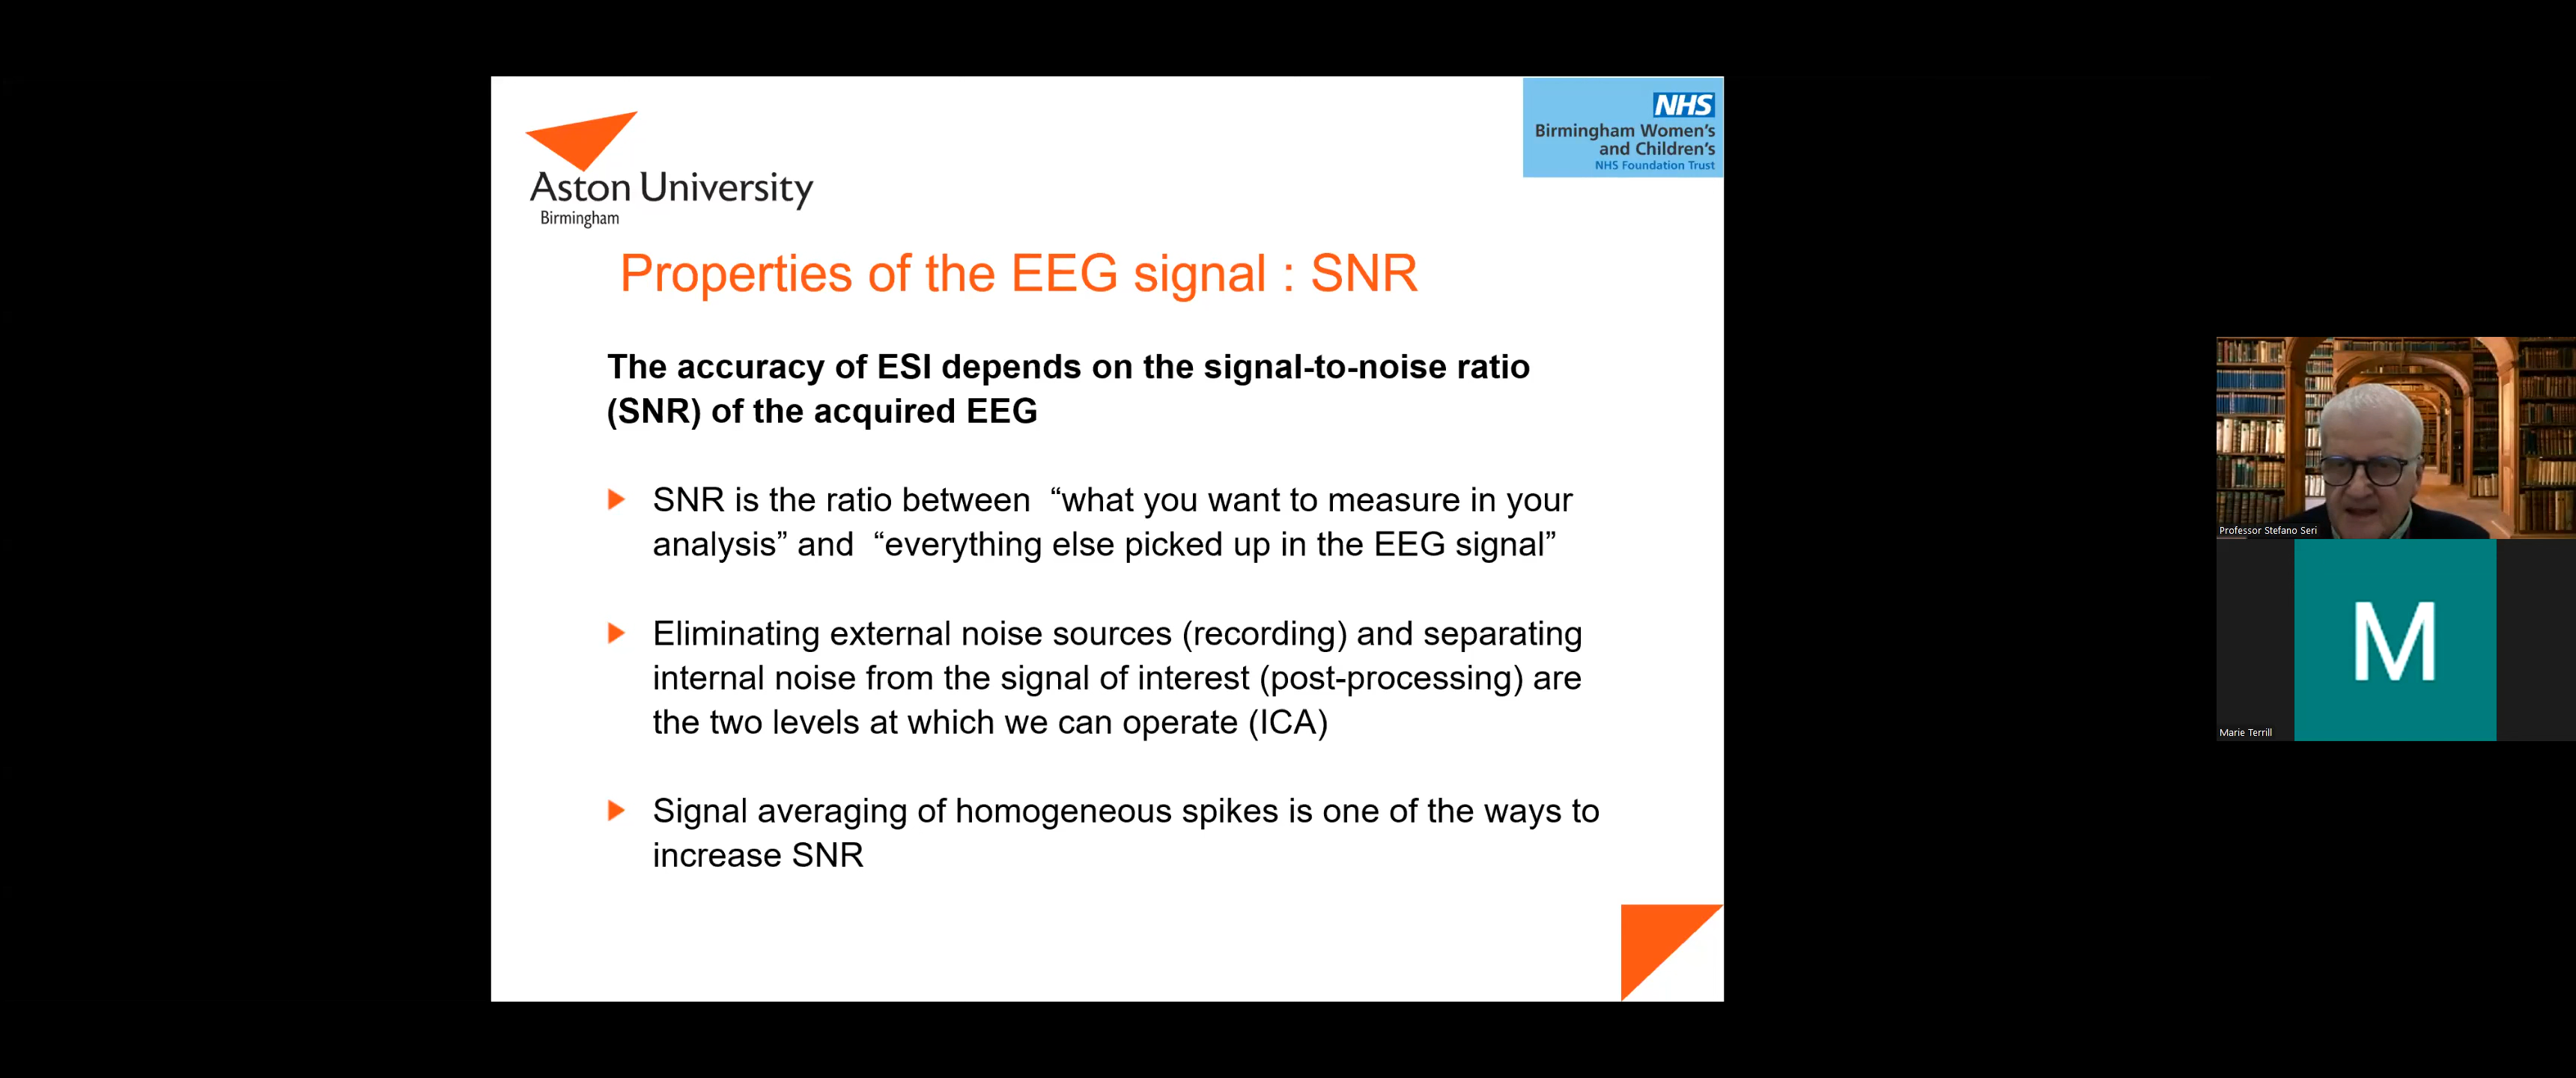 Aston University
Birmingham
NHS
Birmingham Women's
and Children's
NHS Foundation Trust
Properties of the EEG signal : SNR
The accuracy of ESI depends on the signal-to-noise ratio
(SNR) of the acquired EEG
SNR is the ratio between “what you want to measure in your
analysis” and “everything else picked up in the EEG signal”
Eliminating external noise sources (recording) and separating
internal noise from the signal of interest (post-processing) are
the two levels at which we can operate (ICA)
Signal averaging of homogeneous spikes is one of the ways to
increase SNR
Professor Stefano Seri
M
Marie Terrill